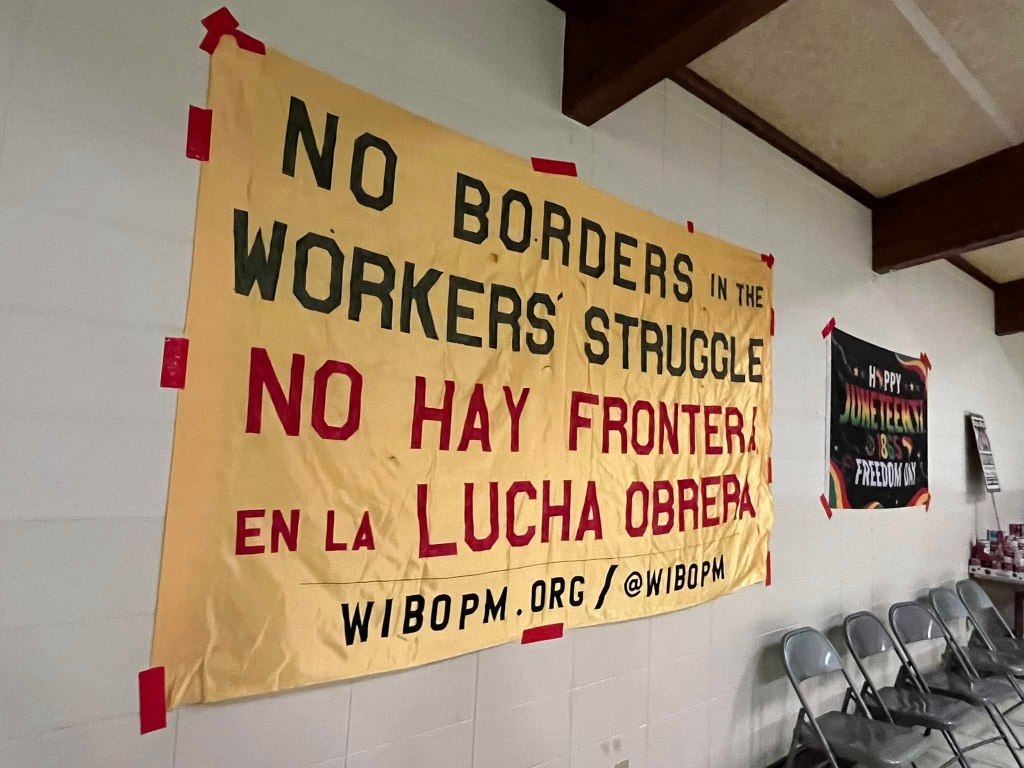 NO BORDERS IN THE
WORKERS' STRUGGLE
NO HAY FRONTERA
EN LA LUCHA OBRERA
WIBOPM.ORG / @WIBOPM
HAPPY
JUNETEENTH
1865
FREEDOM DAY